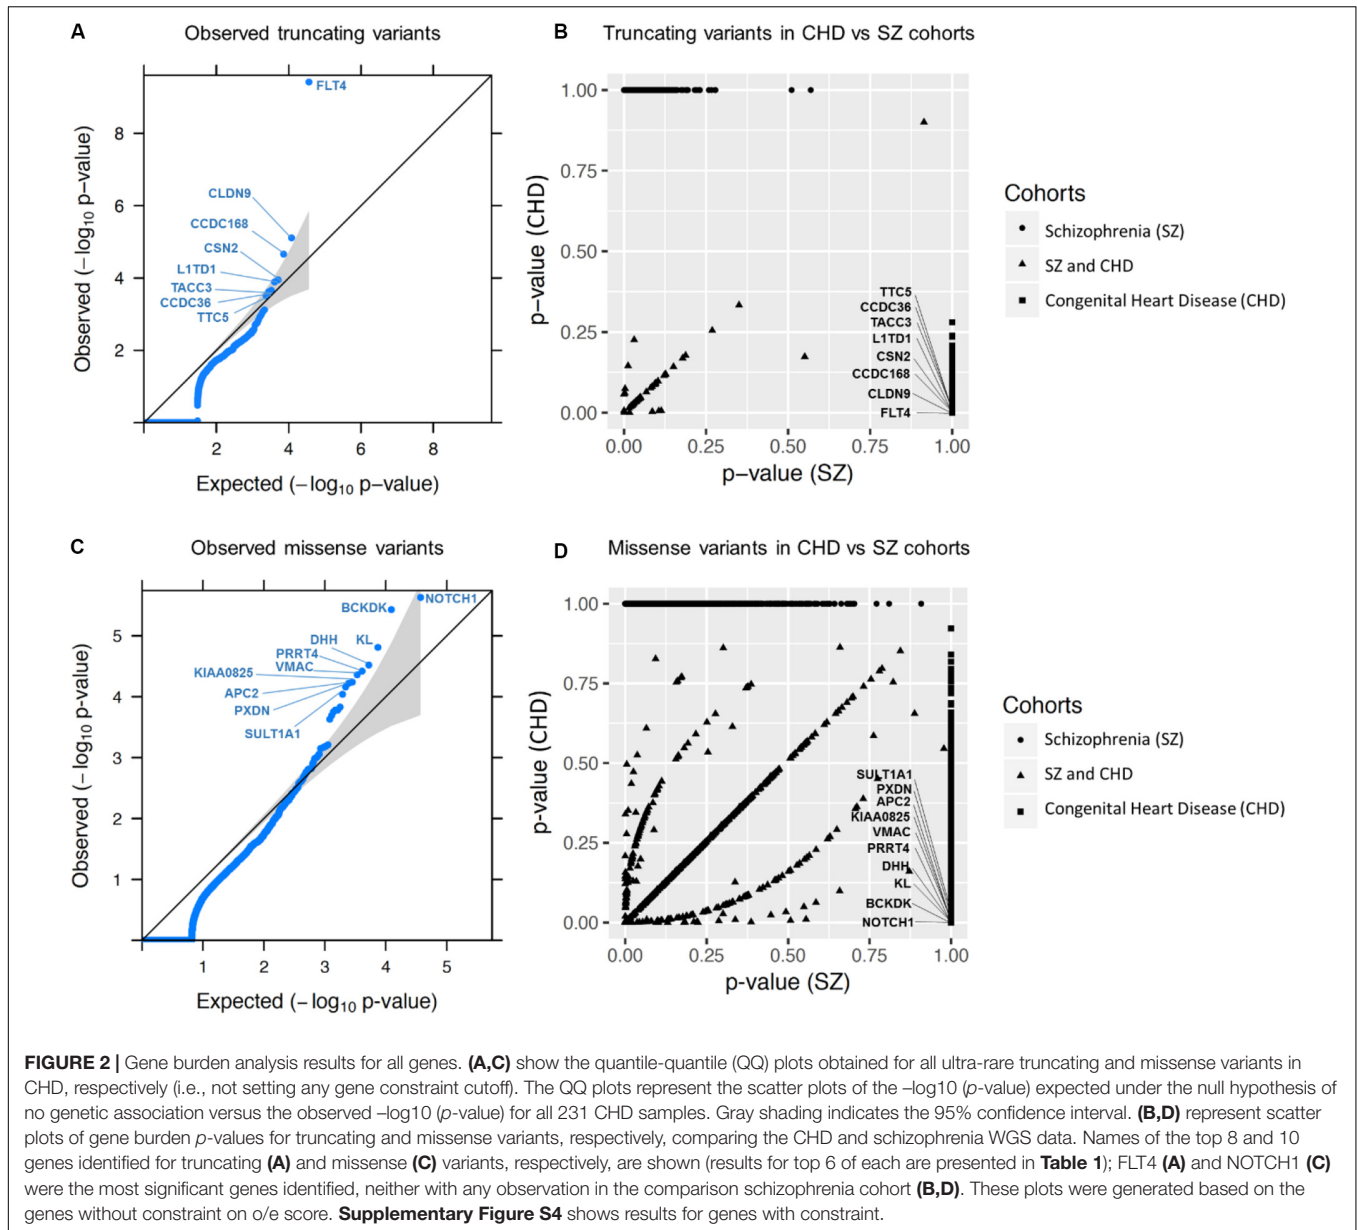 A
Observed truncating variants
Observed (−log10 p−value)
8
6
4
2
FLT4
CLDN9
CCDC168
CSN2
L1TD1
TACC3
CCDC36
TTC5
2 4 6 8
Expected (−log10 p−value)
B
Truncating variants in CHD vs SZ cohorts
p−value (CHD)
1.00
0.75
0.50
0.25
0.00
TTC5
CCDC36
TACC3
L1TD1
CSN2
CCDC168
CLDN9
FLT4
0.00 0.25 0.50 0.75 1.00
p−value (SZ)
Cohorts
Schizophrenia (SZ)
SZ and CHD
Congenital Heart Disease (CHD)
C
Observed missense variants
Observed (−log10 p-value)
5
4
3
2
1
NOTCH1
BCKDK
DHH KL
PRRT4
VMAC
KIAA0825
APC2
PXDN
SULT1A1
1 2 3 4 5
Expected (−log10 p-value)
D
Missense variants in CHD vs SZ cohorts
p-value (CHD)
1.00
0.75
0.50
0.25
0.00
SULT1A1
PXDN
APC2
KIAA0825
VMAC
PRRT4
DHH
KL
BCKDK
NOTCH1
0.00 0.25 0.50 0.75 1.00
p-value (SZ)
Cohorts
Schizophrenia (SZ)
SZ and CHD
Congenital Heart Disease (CHD)
FIGURE 2 | Gene burden analysis results for all genes. (A,C) show the quantile-quantile (QQ) plots obtained for all ultra-rare truncating and missense variants in
CHD, respectively (i.e., not setting any gene constraint cutoff). The QQ plots represent the scatter plots of the –log10 (p-value) expected under the null hypothesis of
no genetic association versus the observed –log10 (p-value) for all 231 CHD samples. Gray shading indicates the 95% confidence interval. (B,D) represent scatter
plots of gene burden p-values for truncating and missense variants, respectively, comparing the CHD and schizophrenia WGS data. Names of the top 8 and 10
genes identified for truncating (A) and missense (C) variants, respectively, are shown (results for top 6 of each are presented in Table 1); FLT4 (A) and NOTCH1 (C)
were the most significant genes identified, neither with any observation in the comparison schizophrenia cohort (B,D). These plots were generated based on the
genes without constraint on o/e score. Supplementary Figure S4 shows results for genes with constraint.